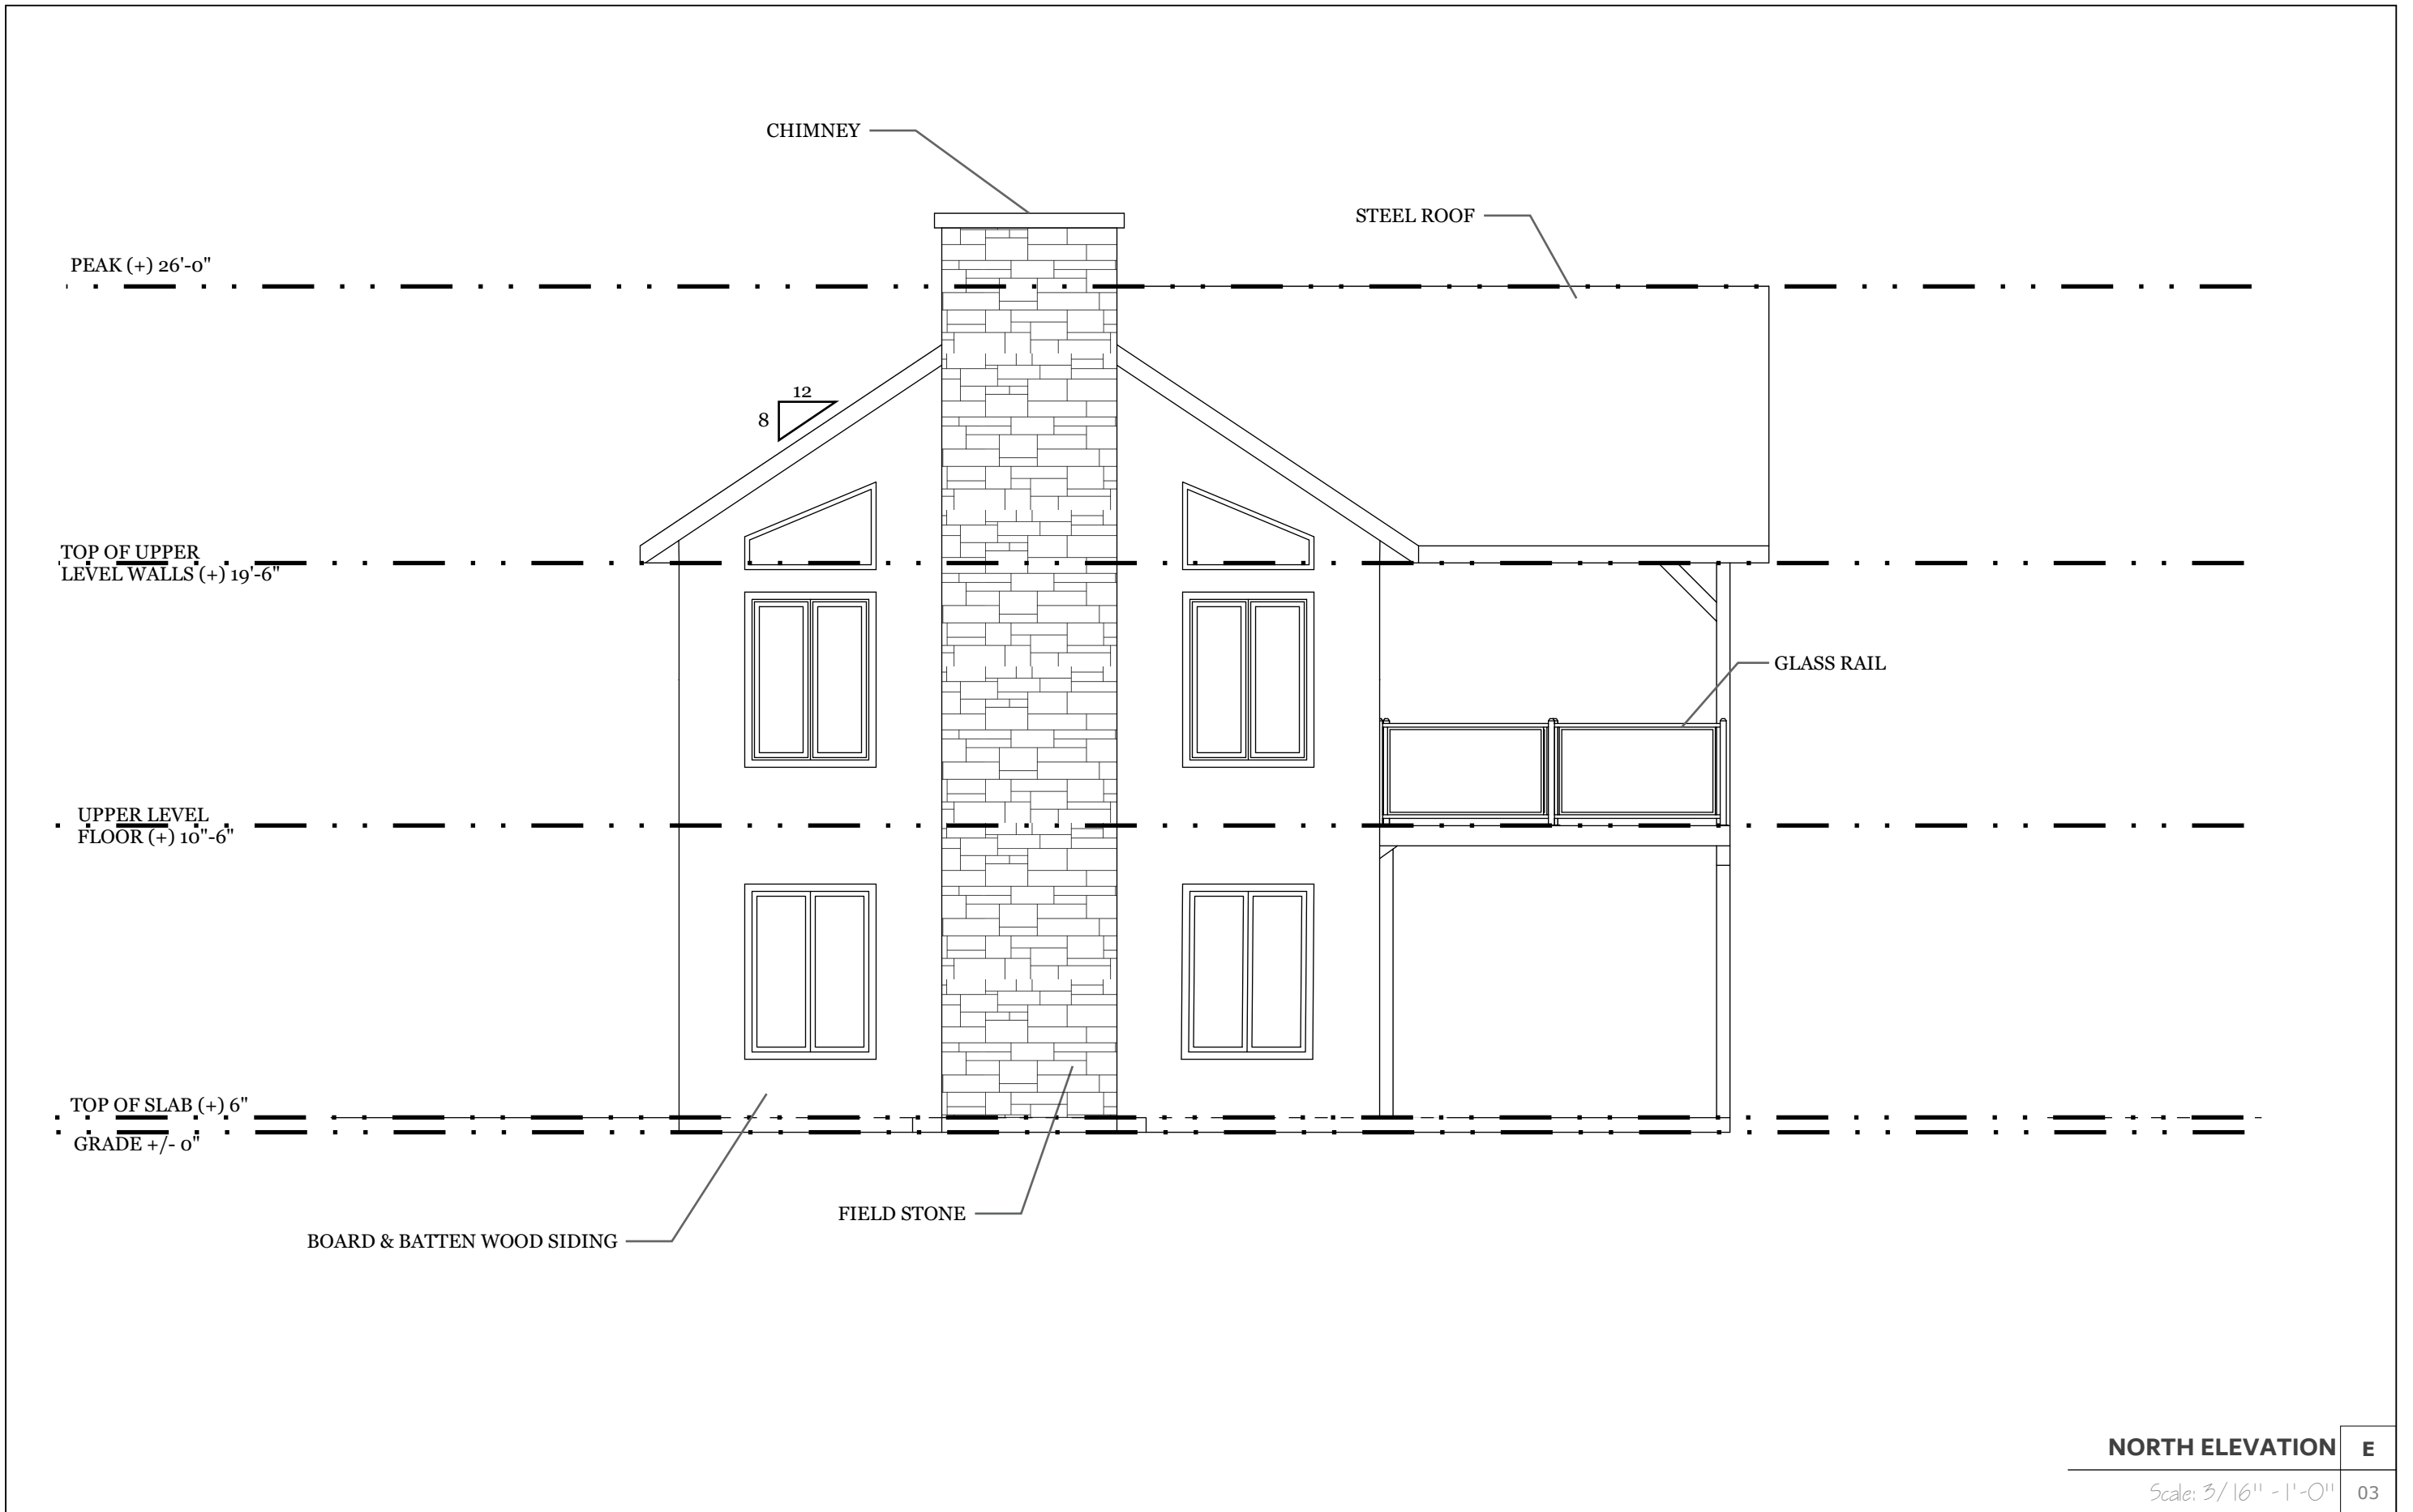 CHIMNEY
STEEL ROOF
PEAK (+) 26'-0"
12
8
TOP OF UPPER
LEVEL WALLS (+) 19'-6"
GLASS RAIL
UPPER LEVEL
FLOOR (+) 10"-6"
TOP OF SLAB (+) 6"
GRADE +/- 0"
FIELD STONE
BOARD & BATTEN WOOD SIDING
NORTH ELEVATION E
Scale: 3/16" - 1'-0" 03